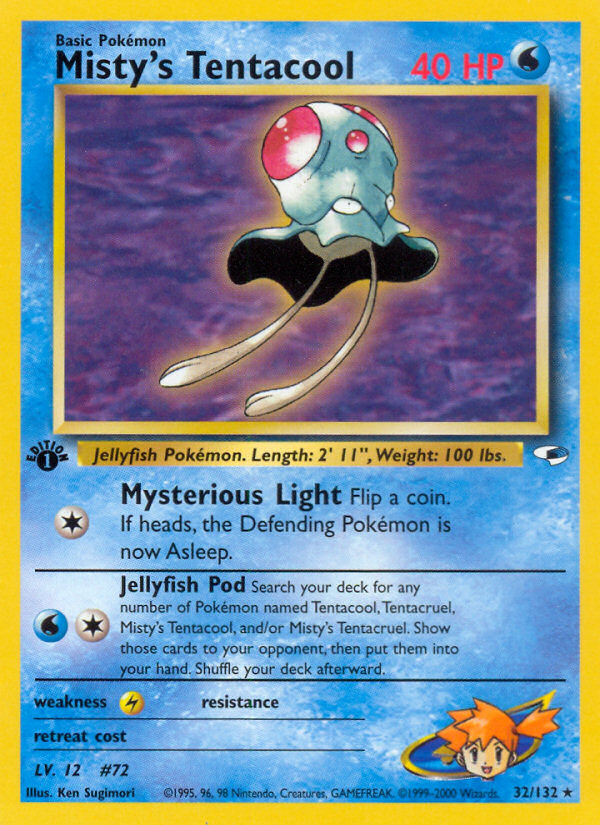 Basic Pokémon
Misty's Tentacool 40 HP
EDITION
1
Jellyfish Pokémon. Length: 2' 11", Weight: 100 lbs.
Mysterious Light Flip a coin.
If heads, the Defending Pokémon is
now Asleep.
Jellyfish Pod Search your deck for any
number of Pokémon named Tentacool, Tentacruel,
Misty's Tentacool, and/or Misty's Tentacruel. Show
those cards to your opponent, then put them into
your hand. Shuffle your deck afterward.
weakness resistance
retreat cost
LV. 12 #72
Illus. Ken Sugimori ©1995, 96, 98 Nintendo, Creatures, GAMEFREAK. ©1999-2000 Wizards. 32/132 ★